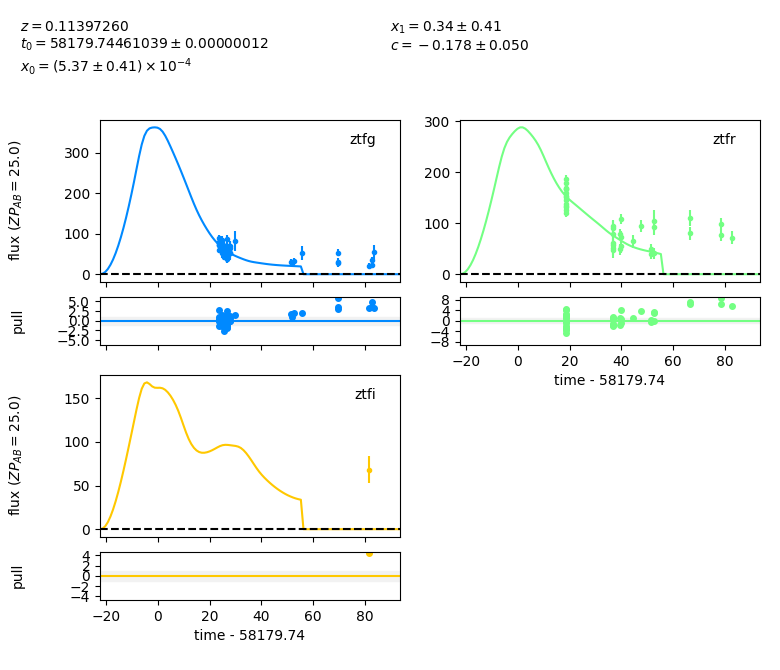 z = 0.11397260
t₀ = 58179.74461039 ± 0.00000012
x₀ = (5.37 ± 0.41) × 10⁻⁴
x₁ = 0.34 ± 0.41
c = −0.178 ± 0.050
ztfg
flux (ZP_AB = 25.0)
300
200
100
0
pull
5.0
2.5
0.0
−2.5
−5.0
ztfr
300
200
100
0
8
4
0
−4
−8
−20 0 20 40 60 80
time - 58179.74
ztfi
flux (ZP_AB = 25.0)
150
100
50
0
pull
4
2
0
−2
−4
−20 0 20 40 60 80
time - 58179.74